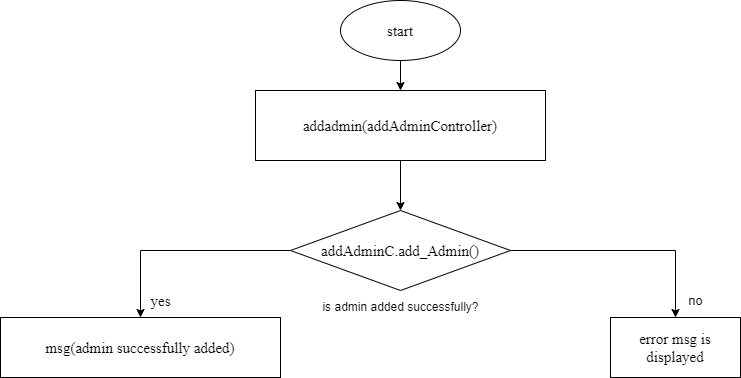 start
addadmin(addAdminController)
addAdminC.add_Admin()
yes
is admin added successfully?
no
msg(admin successfully added)
error msg is
displayed